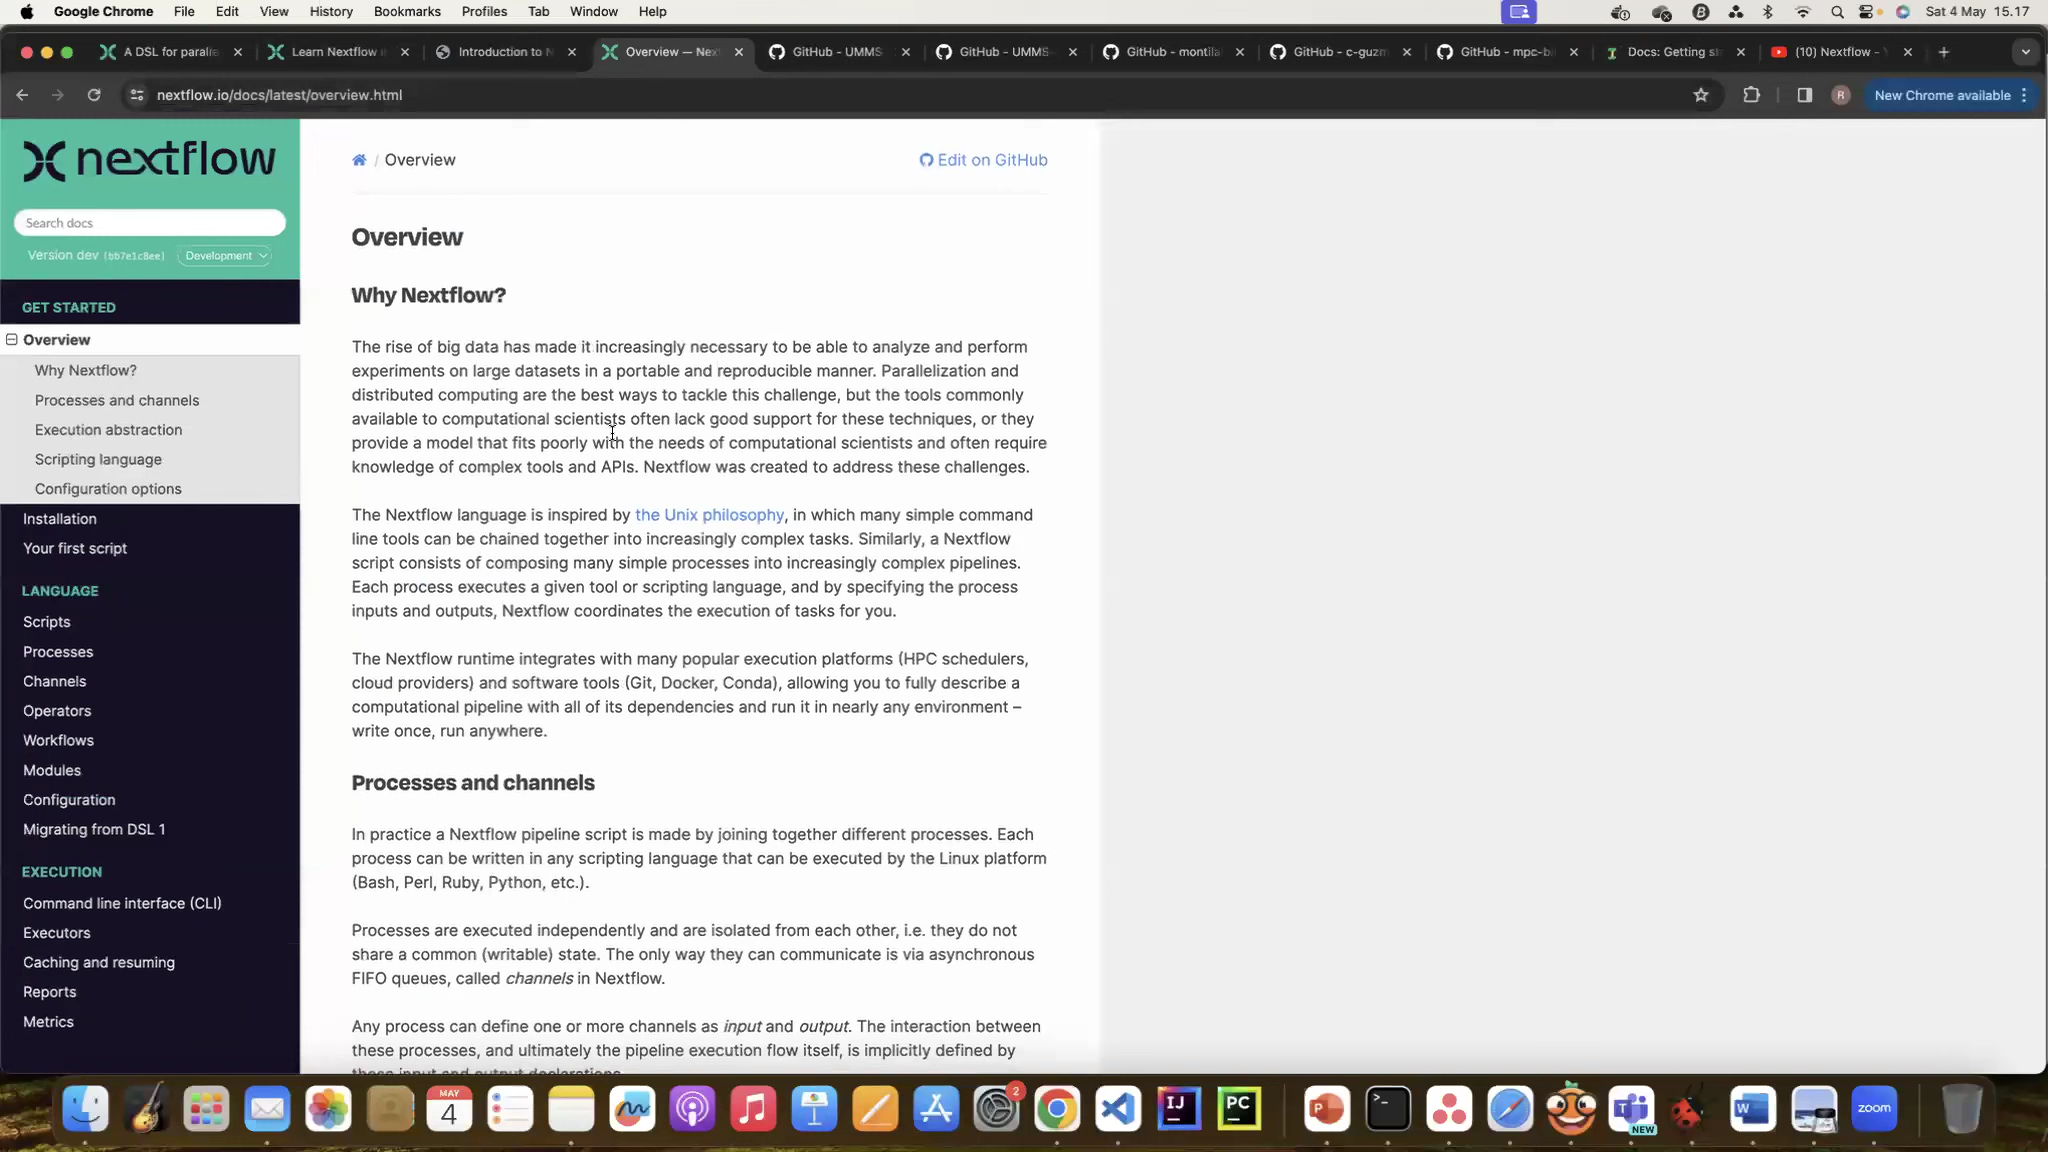 Google Chrome File Edit View History Bookmarks Profiles Tab Window Help Sat 4 May 15.17
A DSL for paralle Learn Nextflow i Introduction to N Overview — Nex GitHub - UMMS GitHub - UMMS- GitHub - montila GitHub - c-guzm GitHub - mpc-b Docs: Getting s (10) Nextflow -
nextflow.io/docs/latest/overview.html R New Chrome available
nextflow
Search docs
Version dev (bb7e1c8ee) Development
GET STARTED
Overview
Why Nextflow?
Processes and channels
Execution abstraction
Scripting language
Configuration options
Installation
Your first script
LANGUAGE
Scripts
Processes
Channels
Operators
Workflows
Modules
Configuration
Migrating from DSL 1
EXECUTION
Command line interface (CLI)
Executors
Caching and resuming
Reports
Metrics
/ Overview Edit on GitHub
Overview
Why Nextflow?
The rise of big data has made it increasingly necessary to be able to analyze and perform
experiments on large datasets in a portable and reproducible manner. Parallelization and
distributed computing are the best ways to tackle this challenge, but the tools commonly
available to computational scientists often lack good support for these techniques, or they
provide a model that fits poorly with the needs of computational scientists and often require
knowledge of complex tools and APIs. Nextflow was created to address these challenges.
The Nextflow language is inspired by the Unix philosophy, in which many simple command
line tools can be chained together into increasingly complex tasks. Similarly, a Nextflow
script consists of composing many simple processes into increasingly complex pipelines.
Each process executes a given tool or scripting language, and by specifying the process
inputs and outputs, Nextflow coordinates the execution of tasks for you.
The Nextflow runtime integrates with many popular execution platforms (HPC schedulers,
cloud providers) and software tools (Git, Docker, Conda), allowing you to fully describe a
computational pipeline with all of its dependencies and run it in nearly any environment –
write once, run anywhere.
Processes and channels
In practice a Nextflow pipeline script is made by joining together different processes. Each
process can be written in any scripting language that can be executed by the Linux platform
(Bash, Perl, Ruby, Python, etc.).
Processes are executed independently and are isolated from each other, i.e. they do not
share a common (writable) state. The only way they can communicate is via asynchronous
FIFO queues, called channels in Nextflow.
Any process can define one or more channels as input and output. The interaction between
these processes, and ultimately the pipeline execution flow itself, is implicitly defined by
these input and output declarations.
MAY
4
2
IJ
PC
P
T
NEW
W
zoom